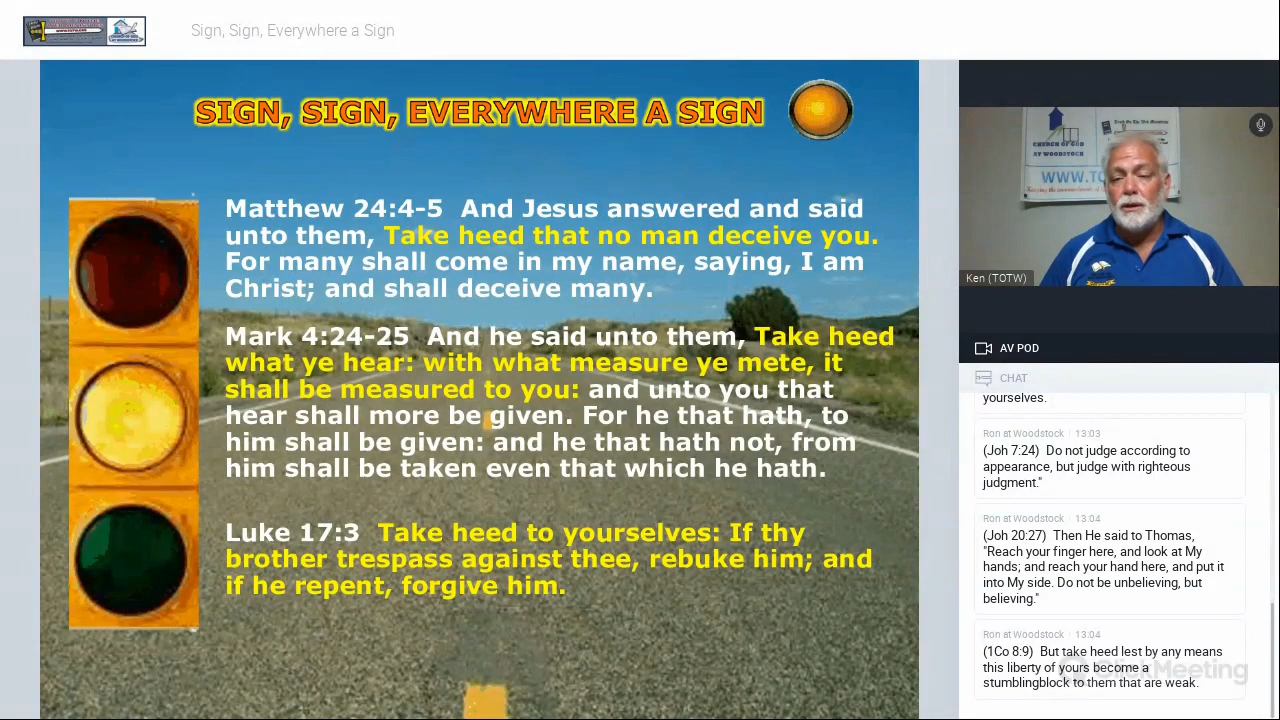 Sign, Sign, Everywhere a Sign
SIGN, SIGN, EVERYWHERE A SIGN
Matthew 24:4-5 And Jesus answered and said
unto them, Take heed that no man deceive you.
For many shall come in my name, saying, I am
Christ; and shall deceive many.
Mark 4:24-25 And he said unto them, Take heed
what ye hear: with what measure ye mete, it
shall be measured to you: and unto you that
hear shall more be given. For he that hath, to
him shall be given: and he that hath not, from
him shall be taken even that which he hath.
Luke 17:3 Take heed to yourselves: If thy
brother trespass against thee, rebuke him; and
if he repent, forgive him.
CHURCH OF GOD
AT WOODSTOCK
Ken (TOTW)
AV POD
CHAT
yourselves.
Ron at Woodstock 13:03
(Joh 7:24) Do not judge according to
appearance, but judge with righteous
judgment."
Ron at Woodstock 13:04
(Joh 20:27) Then He said to Thomas,
"Reach your finger here, and look at My
hands; and reach your hand here, and put it
into My side. Do not be unbelieving, but
believing."
Ron at Woodstock 13:04
(1Co 8:9) But take heed lest by any means
this liberty of yours become a
stumblingblock to them that are weak.
ClickMeeting